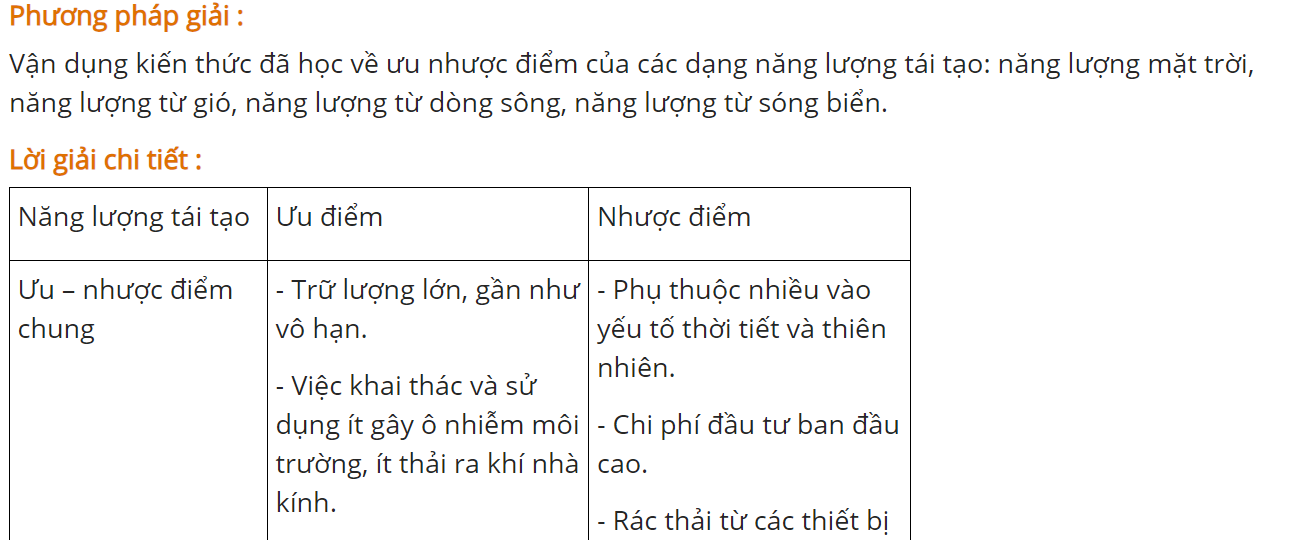 Phương pháp giải :
Vận dụng kiến thức đã học về ưu nhược điểm của các dạng năng lượng tái tạo: năng lượng mặt trời,
năng lượng từ gió, năng lượng từ dòng sông, năng lượng từ sóng biển.
Lời giải chi tiết :
Năng lượng tái tạo
Ưu điểm
Nhược điểm
Ưu – nhược điểm
chung
- Trữ lượng lớn, gần như
vô hạn.
- Việc khai thác và sử
dụng ít gây ô nhiễm môi
trường, ít thải ra khí nhà
kính.
- Phụ thuộc nhiều vào
yếu tố thời tiết và thiên
nhiên.
- Chi phí đầu tư ban đầu
cao.
- Rác thải từ các thiết bị